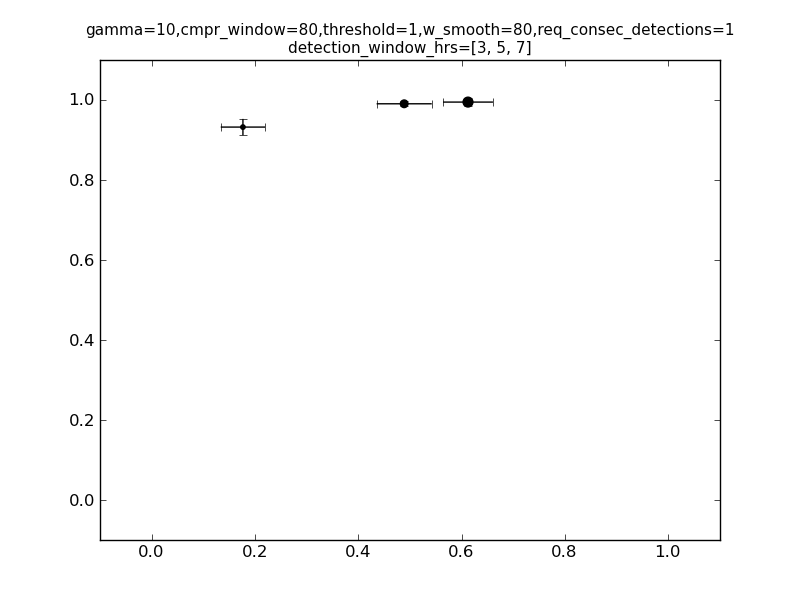 gamma=10,cmpr_window=80,threshold=1,w_smooth=80,req_consec_detections=1
detection_window_hrs=[3, 5, 7]
1.0
0.8
0.6
0.4
0.2
0.0
0.0 0.2 0.4 0.6 0.8 1.0